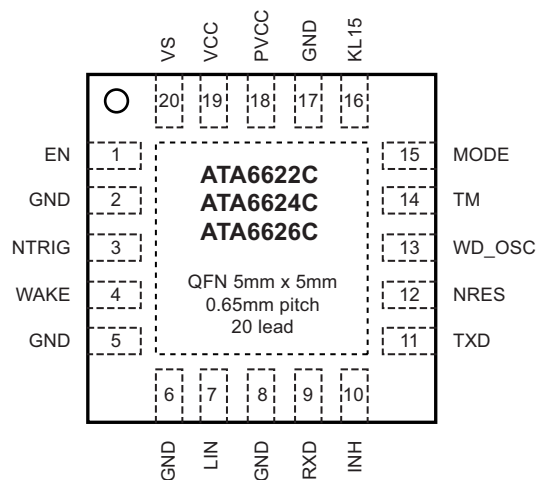 VS
VCC
PVCC
GND
KL15
20
19
18
17
16
EN 1
GND 2
NTRIG 3
WAKE 4
GND 5
ATA6622C
ATA6624C
ATA6626C
QFN 5mm x 5mm
0.65mm pitch
20 lead
15 MODE
14 TM
13 WD_OSC
12 NRES
11 TXD
6
7
8
9
10
GND
LIN
GND
RXD
INH